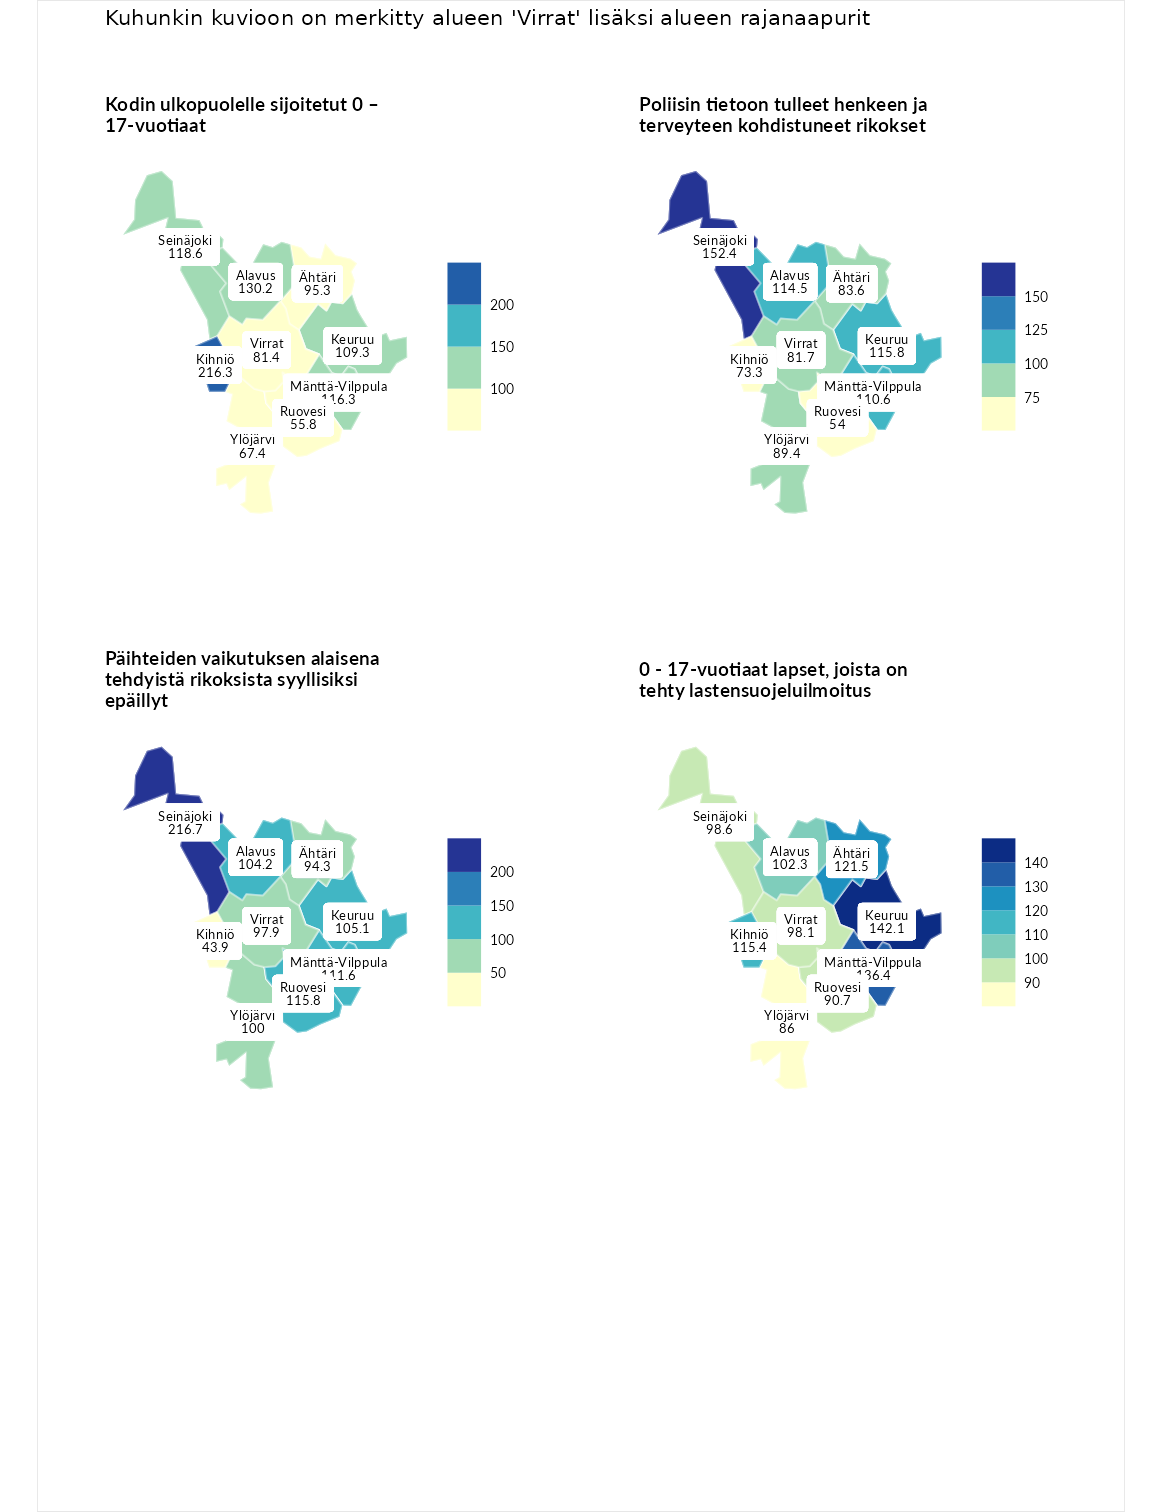 Kuhunkin kuvioon on merkitty alueen 'Virrat' lisäksi alueen rajanaapurit
Kodin ulkopuolelle sijoitetut 0 –
17-vuotiaat
Seinäjoki
118.6
Alavus
130.2
Ähtäri
95.3
Virrat
81.4
Keuruu
109.3
Kihniö
216.3
Mänttä-Vilppula
116.3
Ruovesi
55.8
Ylöjärvi
67.4
200
150
100
Poliisin tietoon tulleet henkeen ja
terveyteen kohdistuneet rikokset
Seinäjoki
152.4
Alavus
114.5
Ähtäri
83.6
Virrat
81.7
Keuruu
115.8
Kihniö
73.3
Mänttä-Vilppula
110.6
Ruovesi
54
Ylöjärvi
89.4
150
125
100
75
Päihteiden vaikutuksen alaisena
tehdyistä rikoksista syyllisiksi
epäillyt
Seinäjoki
216.7
Alavus
104.2
Ähtäri
94.3
Virrat
97.9
Keuruu
105.1
Kihniö
43.9
Mänttä-Vilppula
111.6
Ruovesi
115.8
Ylöjärvi
100
200
150
100
50
0 - 17-vuotiaat lapset, joista on
tehty lastensuojeluilmoitus
Seinäjoki
98.6
Alavus
102.3
Ähtäri
121.5
Virrat
98.1
Keuruu
142.1
Kihniö
115.4
Mänttä-Vilppula
136.4
Ruovesi
90.7
Ylöjärvi
86
140
130
120
110
100
90